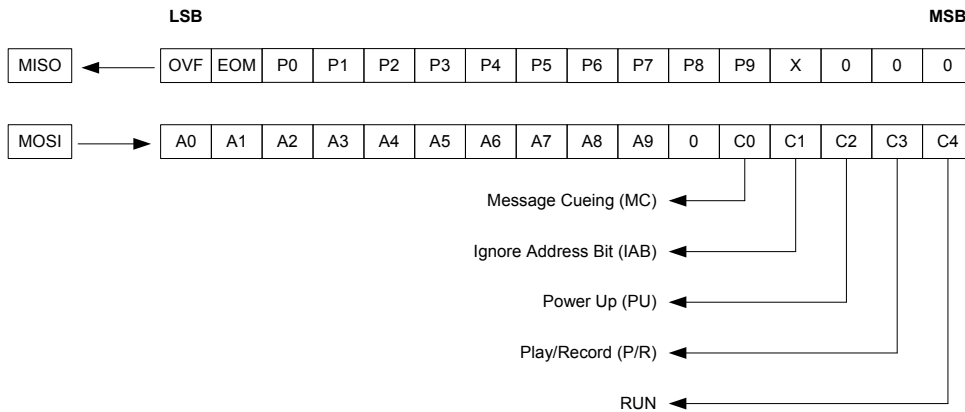 LSB MSB
MISO OVF EOM P0 P1 P2 P3 P4 P5 P6 P7 P8 P9 X 0 0 0
MOSI A0 A1 A2 A3 A4 A5 A6 A7 A8 A9 0 C0 C1 C2 C3 C4
Message Cueing (MC)
Ignore Address Bit (IAB)
Power Up (PU)
Play/Record (P/R)
RUN